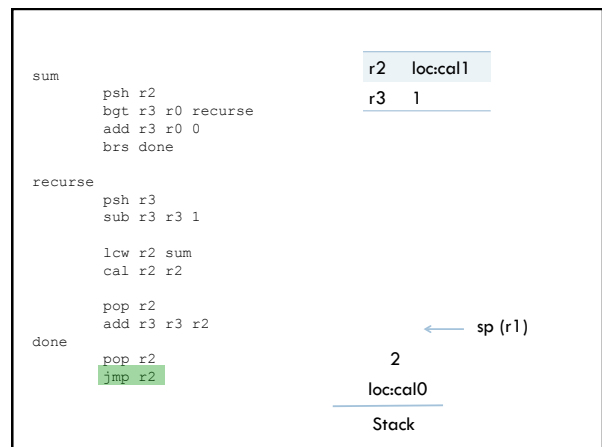 sum
psh r2
bgt r3 r0 recurse
add r3 r0 0
brs done
recurse
psh r3
sub r3 r3 1
lcw r2 sum
cal r2 r2
pop r2
add r3 r3 r2
done
pop r2
jmp r2
r2 loc:cal1
r3 1
sp (r1)
2
loc:cal0
Stack